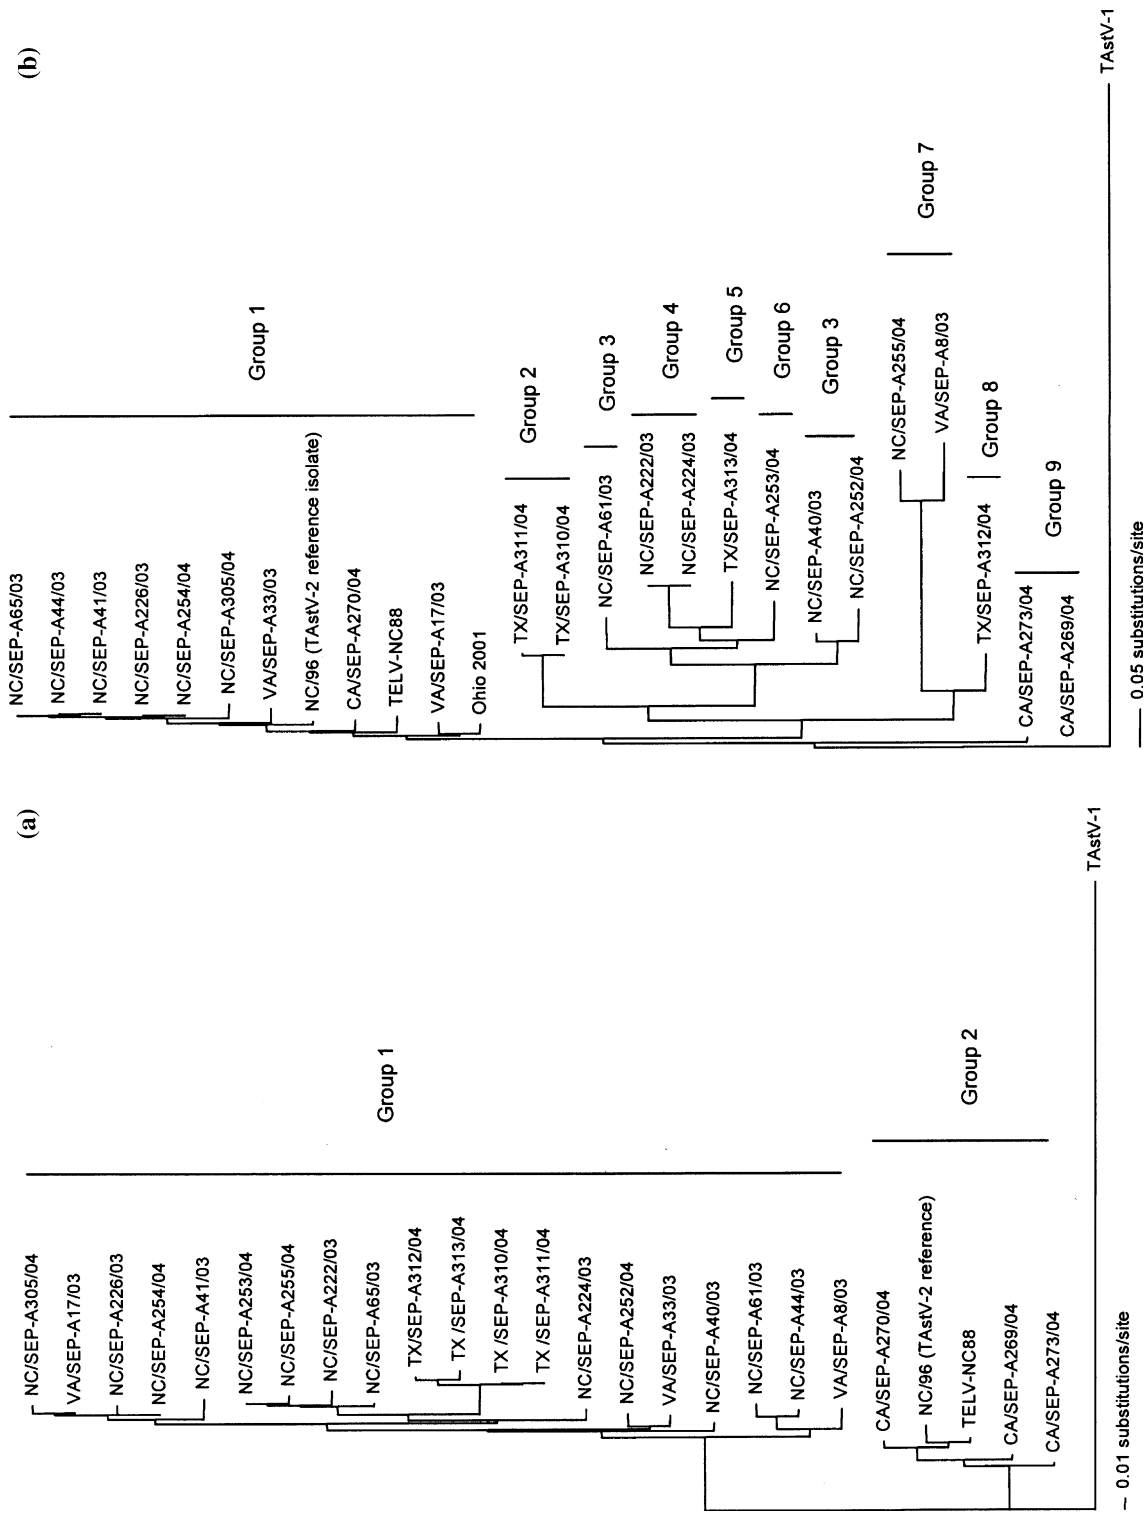 (a)
NC/SEP-A305/04
VA/SEP-A17/03
NC/SEP-A226/03
NC/SEP-A254/04
NC/SEP-A41/03
NC/SEP-A253/04
NC/SEP-A255/04
NC/SEP-A222/03
NC/SEP-A65/03
TX/SEP-A312/04
TX /SEP-A313/04
TX /SEP-A310/04
TX /SEP-A311/04
NC/SEP-A224/03
NC/SEP-A252/04
VA/SEP-A33/03
NC/SEP-A40/03
NC/SEP-A61/03
NC/SEP-A44/03
VA/SEP-A8/03
Group 1
CA/SEP-A270/04
NC/96 (TAstV-2 reference)
TELV-NC88
CA/SEP-A269/04
CA/SEP-A273/04
Group 2
TAstV-1
0.01 substitutions/site
(b)
NC/SEP-A65/03
NC/SEP-A44/03
NC/SEP-A41/03
NC/SEP-A226/03
NC/SEP-A254/04
NC/SEP-A305/04
VA/SEP-A33/03
NC/96 (TAstV-2 reference isolate)
CA/SEP-A270/04
TELV-NC88
VA/SEP-A17/03
Ohio 2001
Group 1
TX/SEP-A311/04
TX/SEP-A310/04
Group 2
NC/SEP-A61/03
Group 3
NC/SEP-A222/03
NC/SEP-A224/03
Group 4
TX/SEP-A313/04
Group 5
NC/SEP-A253/04
Group 6
NC/SEP-A40/03
NC/SEP-A252/04
Group 3
NC/SEP-A255/04
VA/SEP-A8/03
Group 7
TX/SEP-A312/04
Group 8
CA/SEP-A273/04
CA/SEP-A269/04
Group 9
TAstV-1
0.05 substitutions/site